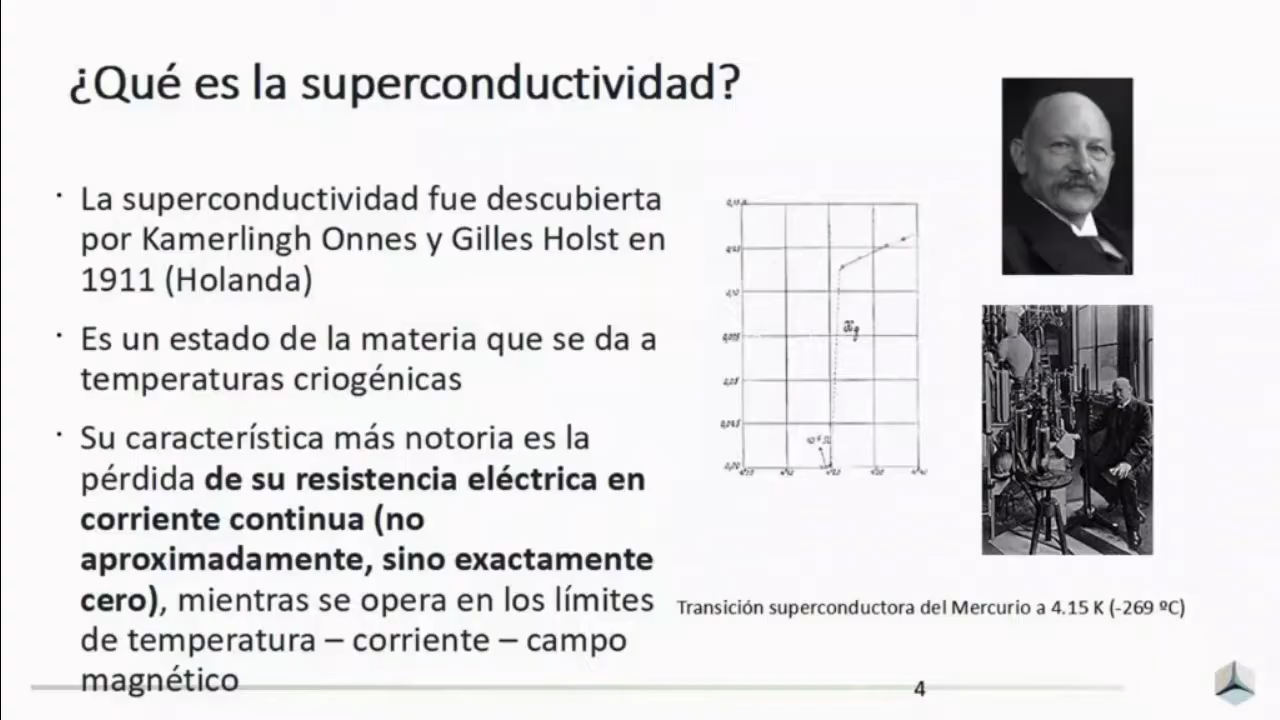 ¿Qué es la superconductividad?
· La superconductividad fue descubierta
por Kamerlingh Onnes y Gilles Holst en
1911 (Holanda)
· Es un estado de la materia que se da a
temperaturas criogénicas
· Su característica más notoria es la
pérdida de su resistencia eléctrica en
corriente continua (no
aproximadamente, sino exactamente
cero), mientras se opera en los límites
de temperatura – corriente – campo
magnético
Hg
Transición superconductora del Mercurio a 4.15 K (-269 ºC)
4